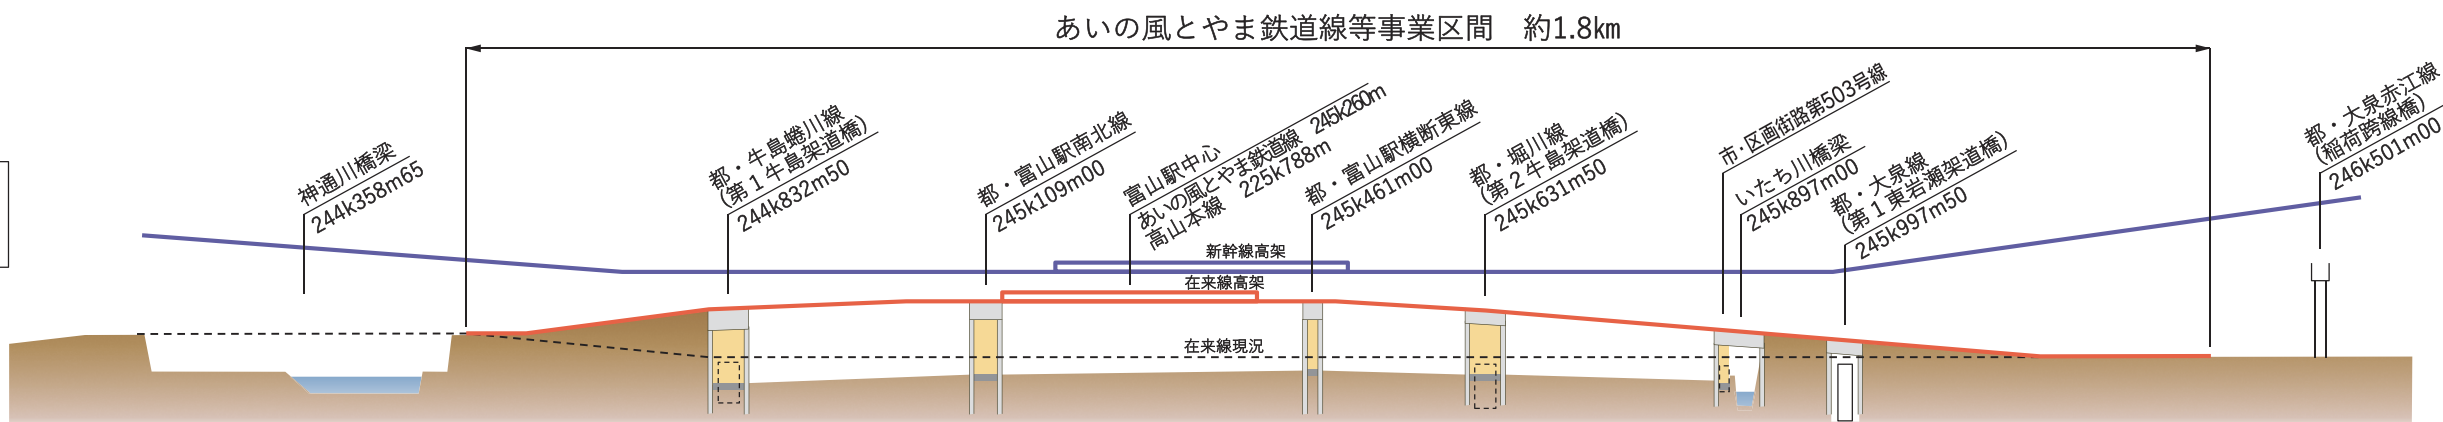 あいの風とやま鉄道線等事業区間　約1.8km
神通川橋梁
244k358m65
都・牛島蜷川線
(第１牛島架道橋)
244k832m50
都・富山駅南北線
245k109m00
富山駅中心
あいの風とやま鉄道線　245k260m
高山本線　225k788m
都・富山駅横断東線
245k461m00
都・堀川線
(第２牛島架道橋)
245k631m50
市・区画街路第503号線
いたち川橋梁
245k897m00
都・大泉線
(第１東岩瀬架道橋)
245k997m50
都・大泉赤江線
(稲荷跨線橋)
246k501m00
新幹線高架
在来線高架
在来線現況